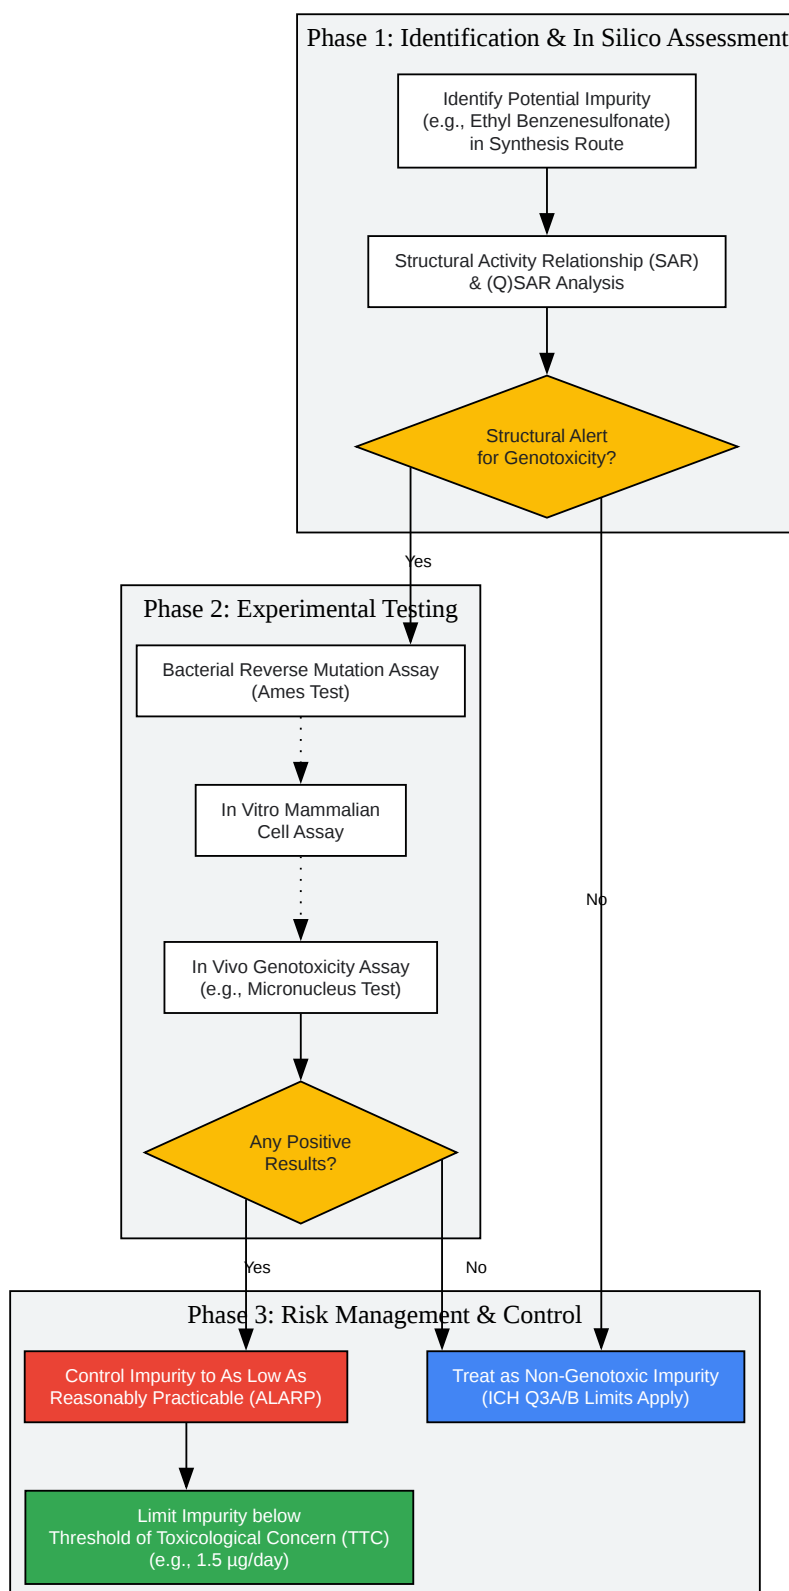 Phase 1: Identification & In Silico Assessment
Identify Potential Impurity
(e.g., Ethyl Benzenesulfonate)
in Synthesis Route
Structural Activity Relationship (SAR)
& (Q)SAR Analysis
Structural Alert
for Genotoxicity?
Yes
Phase 2: Experimental Testing
Bacterial Reverse Mutation Assay
(Ames Test)
In Vitro Mammalian
Cell Assay
No
In Vivo Genotoxicity Assay
(e.g., Micronucleus Test)
Any Positive
Results?
Yes
No
Phase 3: Risk Management & Control
Control Impurity to As Low As
Reasonably Practicable (ALARP)
Treat as Non-Genotoxic Impurity
(ICH Q3A/B Limits Apply)
Limit Impurity below
Threshold of Toxicological Concern (TTC)
(e.g., 1.5 µg/day)